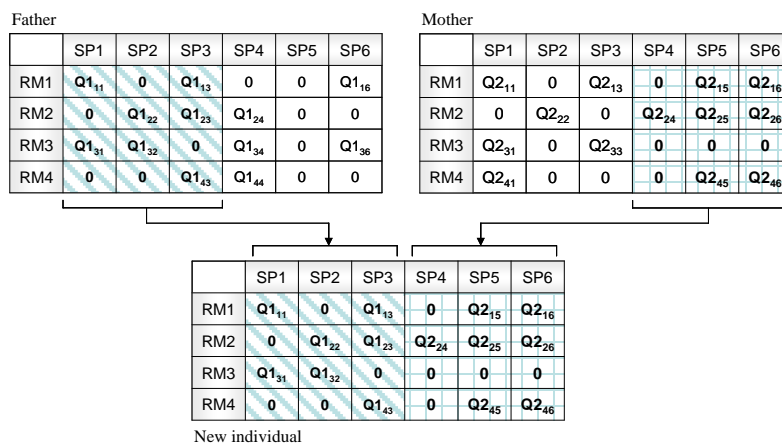 Father
Mother
SP1 SP2 SP3 SP4 SP5 SP6
RM1 Q1₁₁ 0 Q1₁₃ 0 0 Q1₁₆
RM2 0 Q1₂₂ Q1₂₃ Q1₂₄ 0 0
RM3 Q1₃₁ Q1₃₂ 0 Q1₃₄ 0 Q1₃₆
RM4 0 0 Q1₄₃ Q1₄₄ 0 0
SP1 SP2 SP3 SP4 SP5 SP6
RM1 Q2₁₁ 0 Q2₁₃ 0 Q2₁₅ Q2₁₆
RM2 0 Q2₂₂ 0 Q2₂₄ Q2₂₅ Q2₂₆
RM3 Q2₃₁ 0 Q2₃₃ 0 0 0
RM4 Q2₄₁ 0 0 0 Q2₄₅ Q2₄₆
SP1 SP2 SP3 SP4 SP5 SP6
RM1 Q1₁₁ 0 Q1₁₃ 0 Q2₁₅ Q2₁₆
RM2 0 Q1₂₂ Q1₂₃ Q2₂₄ Q2₂₅ Q2₂₆
RM3 Q1₃₁ Q1₃₂ 0 0 0 0
RM4 0 0 Q1₄₃ 0 Q2₄₅ Q2₄₆
New individual